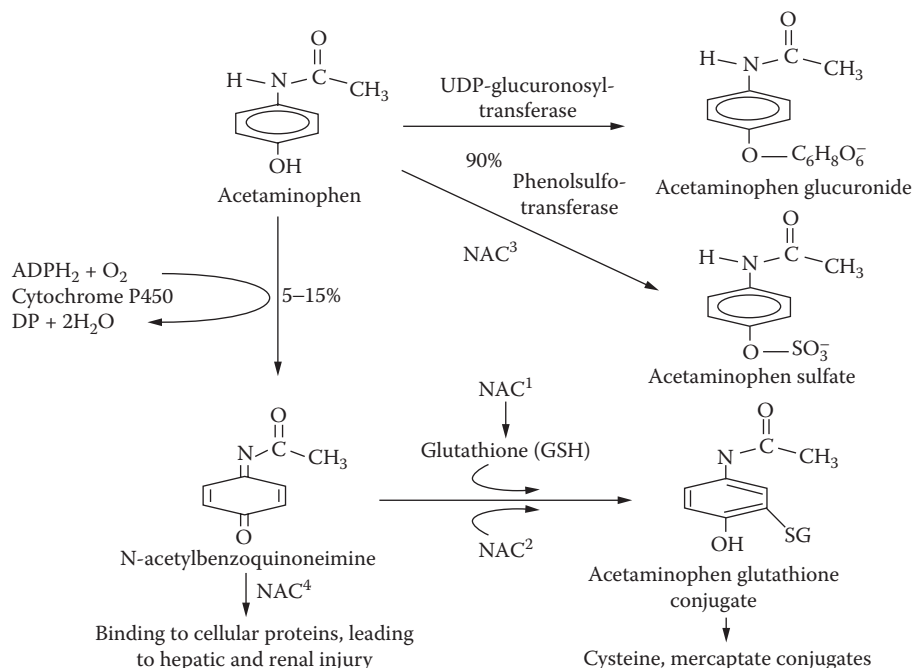 O
H – N – C
CH₃
OH
Acetaminophen
UDP-glucuronosyl-
transferase
90%
Phenolsulfo-
transferase
NAC³
O
H – N – C
CH₃
O — C₆H₈O₆⁻
Acetaminophen glucuronide
O
H – N – C
CH₃
O — SO₃⁻
Acetaminophen sulfate
ADPH₂ + O₂
Cytochrome P450
DP + 2H₂O
5–15%
O
N – C
CH₃
O
N-acetylbenzoquinoneimine
NAC⁴
Binding to cellular proteins, leading
to hepatic and renal injury
NAC¹
Glutathione (GSH)
NAC²
O
N – C
CH₃
SG
OH
Acetaminophen glutathione
conjugate
Cysteine, mercaptate conjugates